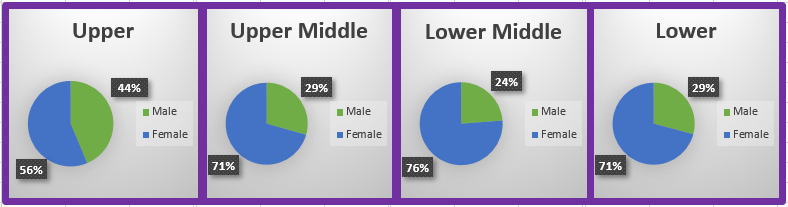 Upper
44%
Male
Female
56%
Upper Middle
29%
Male
Female
71%
Lower Middle
24%
Male
Female
76%
Lower
29%
Male
Female
71%